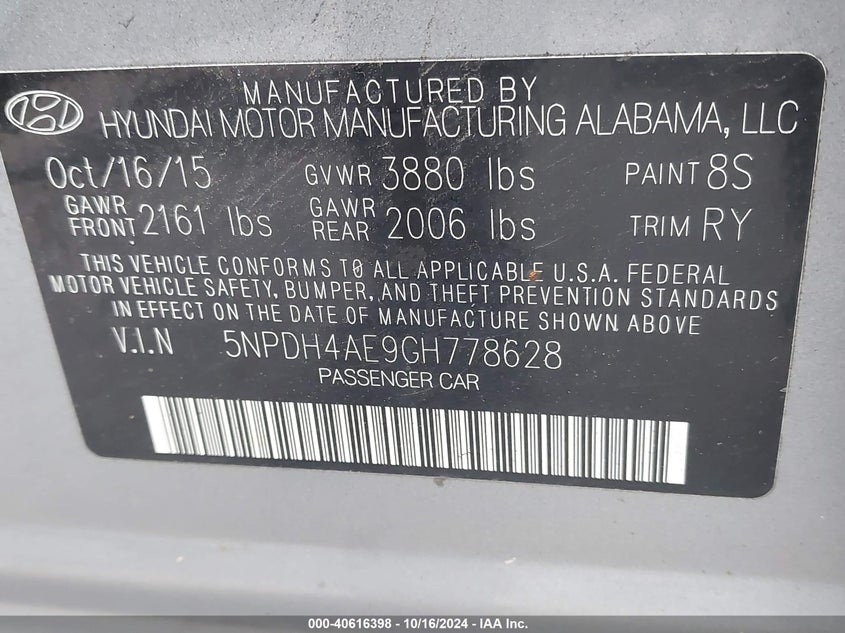 MANUFACTURED BY
HYUNDAI MOTOR MANUFACTURING ALABAMA, LLC
Oct/16/15 GVWR 3880 lbs PAINT 8S
GAWR FRONT 2161 lbs GAWR REAR 2006 lbs TRIM RY
THIS VEHICLE CONFORMS TO ALL APPLICABLE U.S.A. FEDERAL
MOTOR VEHICLE SAFETY, BUMPER, AND THEFT PREVENTION STANDARDS
IN EFFECT ON THE DATE OF MANUFACTURE SHOWN ABOVE
V.I.N 5NPDH4AE9GH778628
PASSENGER CAR
000-40616398 - 10/16/2024 - IAA Inc.